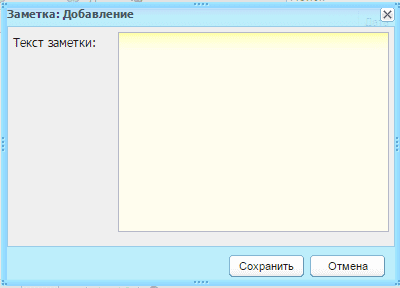 Заметка: Добавление
Текст заметки:
Сохранить
Отмена